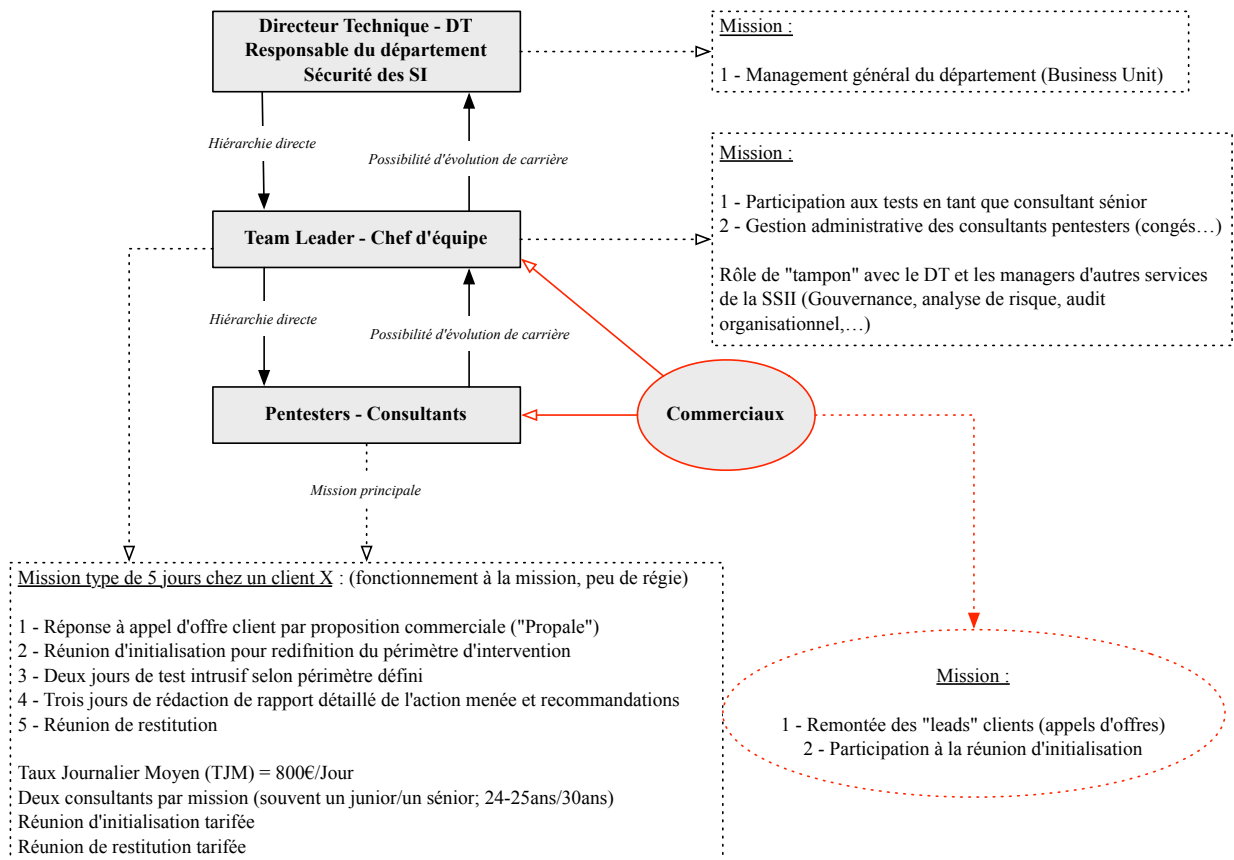 Directeur Technique - DT
Responsable du département
Sécurité des SI
Mission :
1 - Management général du département (Business Unit)
Hiérarchie directe
Possibilité d'évolution de carrière
Mission :
1 - Participation aux tests en tant que consultant sénior
2 - Gestion administrative des consultants pentesters (congés…)
Rôle de "tampon" avec le DT et les managers d'autres services
de la SSII (Gouvernance, analyse de risque, audit
organisationnel,…)
Team Leader - Chef d'équipe
Hiérarchie directe
Possibilité d'évolution de carrière
Pentesters - Consultants
Commerciaux
Mission principale
Mission type de 5 jours chez un client X : (fonctionnement à la mission, peu de régie)
1 - Réponse à appel d'offre client par proposition commerciale ("Propale")
2 - Réunion d'initialisation pour redifnition du périmètre d'intervention
3 - Deux jours de test intrusif selon périmètre défini
4 - Trois jours de rédaction de rapport détaillé de l'action menée et recommandations
5 - Réunion de restitution
Taux Journalier Moyen (TJM) = 800€/Jour
Deux consultants par mission (souvent un junior/un sénior; 24-25ans/30ans)
Réunion d'initialisation tarifée
Réunion de restitution tarifée
Mission :
1 - Remontée des "leads" clients (appels d'offres)
2 - Participation à la réunion d'initialisation